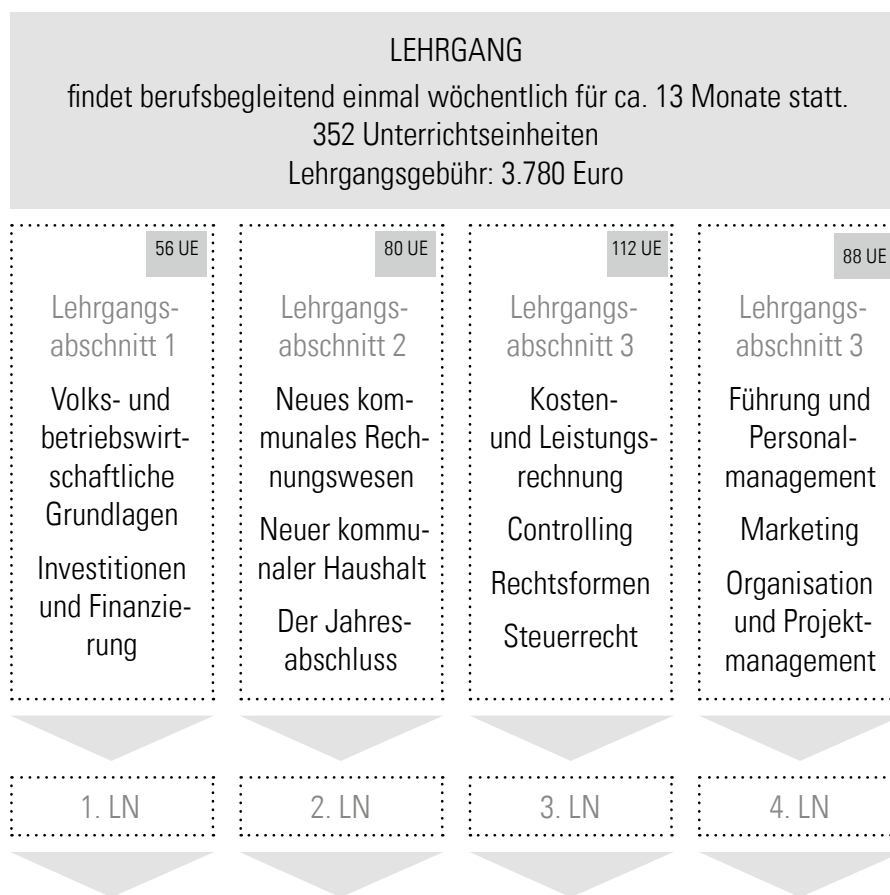 LEHRGANG
findet berufsbegleitend einmal wöchentlich für ca. 13 Monate statt.
352 Unterrichtseinheiten
Lehrgangsgebühr: 3.780 Euro
56 UE
Lehrgangs-
abschnitt 1
Volks- und
betriebswirt-
schaftliche
Grundlagen
Investitionen
und Finanzie-
rung
80 UE
Lehrgangs-
abschnitt 2
Neues kom-
munales Rech-
nungswesen
Neuer kommu-
naler Haushalt
Der Jahres-
abschluss
112 UE
Lehrgangs-
abschnitt 3
Kosten-
und Leistungs-
rechnung
Controlling
Rechtsformen
Steuerrecht
88 UE
Lehrgangs-
abschnitt 3
Führung und
Personal-
management
Marketing
Organisation
und Projekt-
management
1. LN
2. LN
3. LN
4. LN